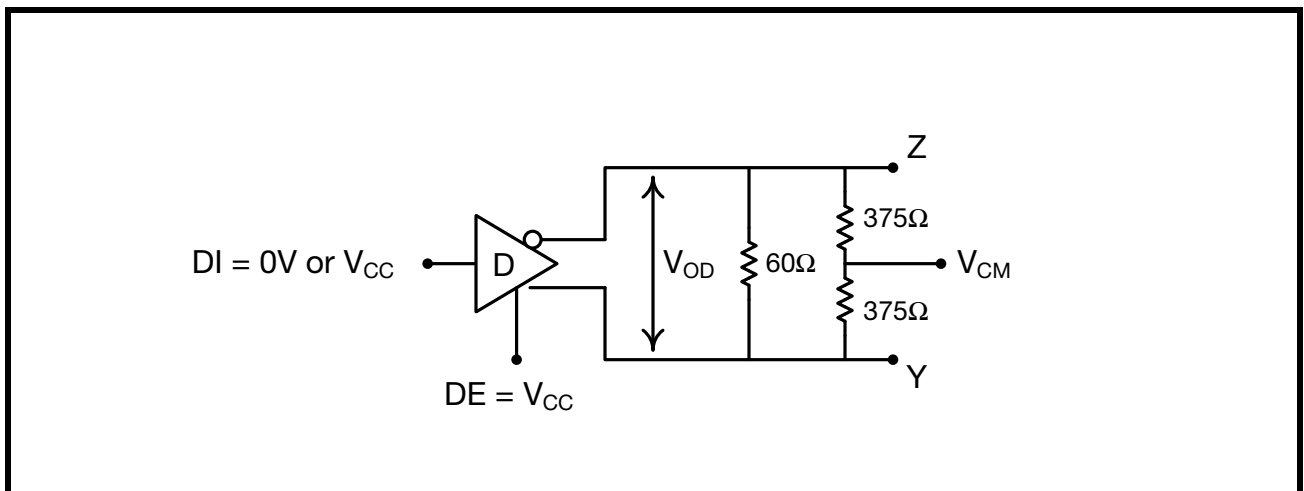 Z
375Ω
DI = 0V or VCC
D
VOD
60Ω
VCM
375Ω
Y
DE = VCC